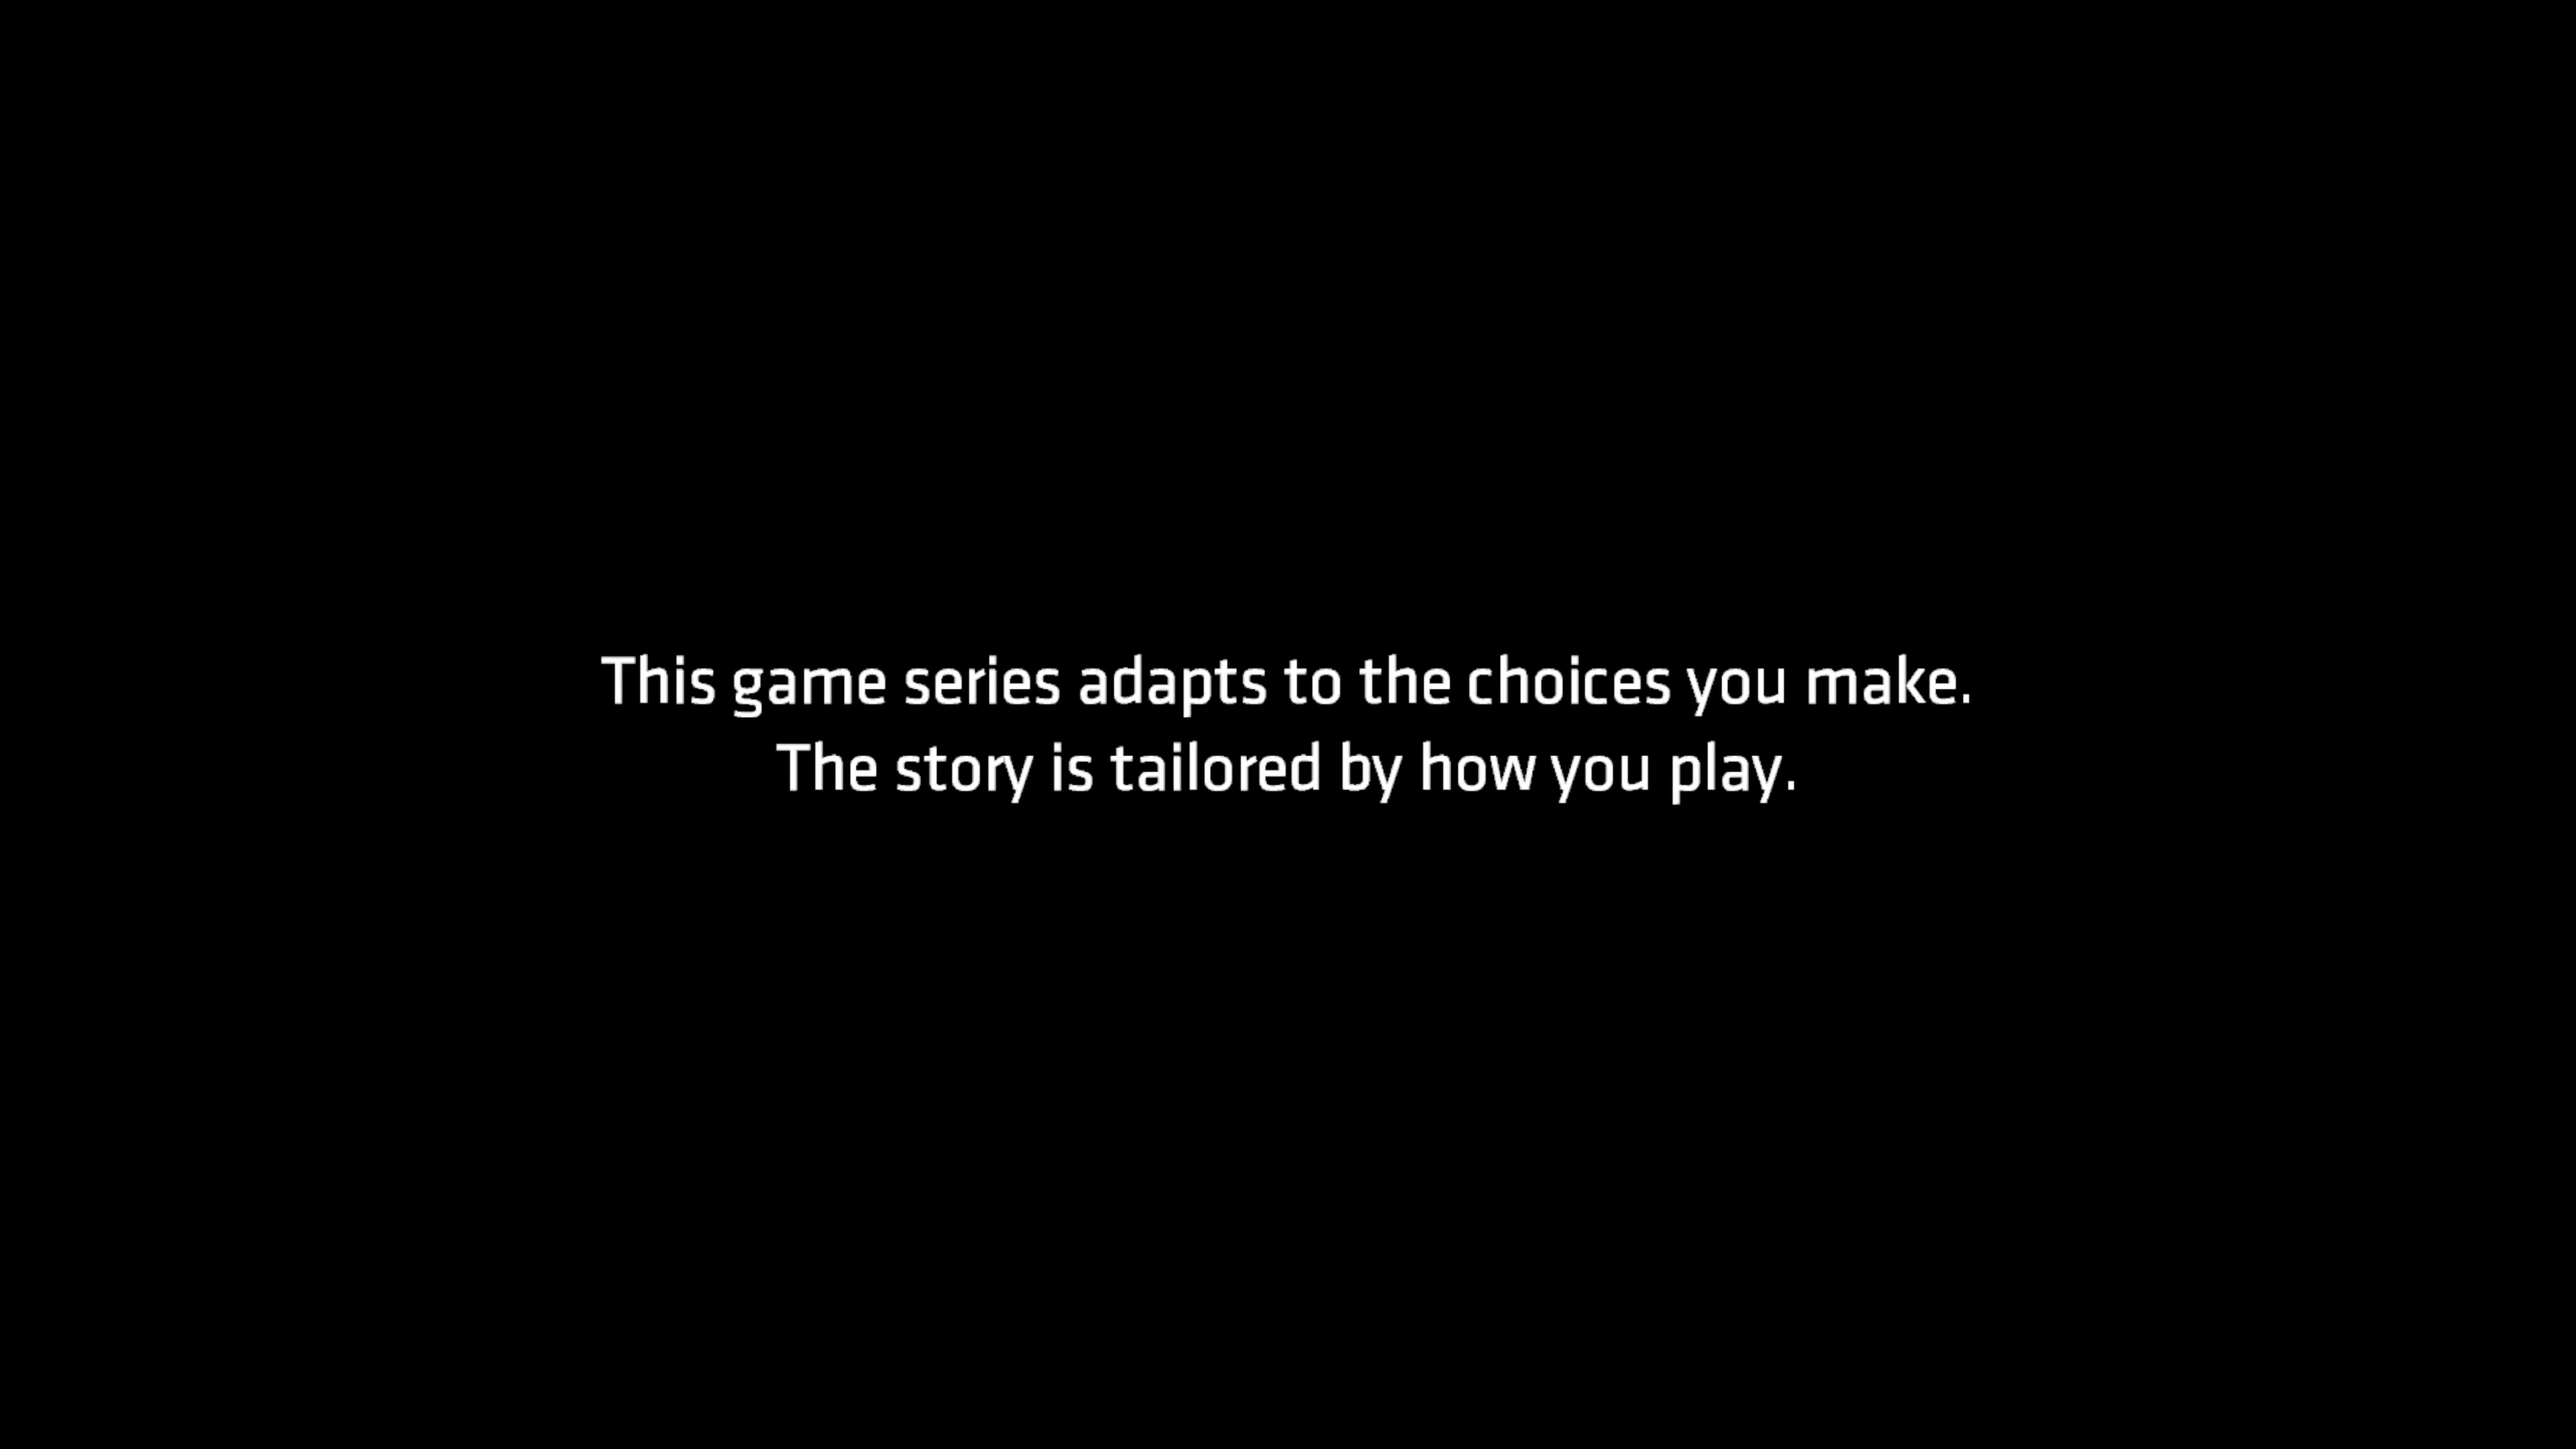 This game series adapts to the choices you make.
The story is tailored by how you play.